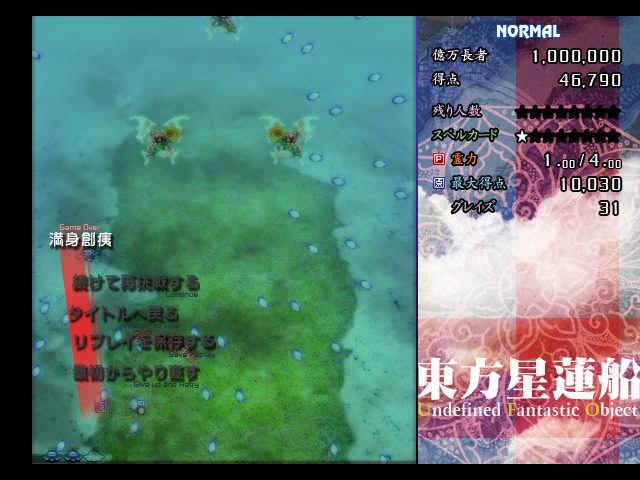 NORMAL
億万長者 1,000,000
得点 46,790
残り人数
スペルカード
P 霊力 1.00/4.00
点 最大得点 10,030
グレイズ 31
Game Over
満身創痍
続けて再挑戦する
Continue
タイトルへ戻る
リプレイを保存する
Save Replay
最初からやり直す
Give up and Retry
東方星蓮船
Undefined Fantastic Object